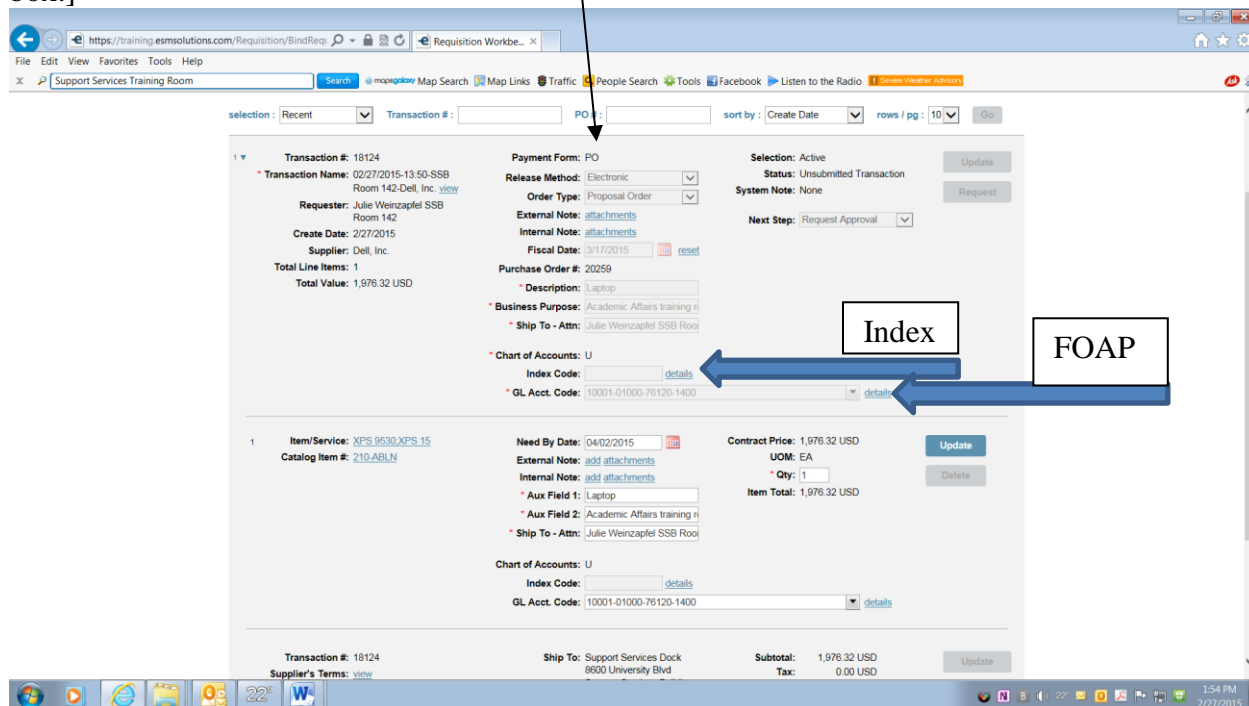 box.]
https://training.esmsolutions.com/Requisition/BindReqi
Requisition Workbe...
File Edit View Favorites Tools Help
x Support Services Training Room Search mapsgalaxy Map Search Map Links Traffic People Search Tools Facebook Listen to the Radio Severe Weather Advisory
selection : Recent Transaction # : PO # : sort by : Create Date rows / pg : 10 Go
1 Transaction #: 18124 Payment Form: PO Selection: Active Update
* Transaction Name: 02/27/2015-13:50-SSB Release Method: Electronic Status: Unsubmitted Transaction
Room 142-Dell, Inc. view Order Type: Proposal Order System Note: None Request
Requester: Julie Weinzapfel SSB External Note: attachments Next Step: Request Approval
Room 142 Internal Note: attachments
Create Date: 2/27/2015
Supplier: Dell, Inc. Fiscal Date: 3/17/2015 reset
Total Line Items: 1 Purchase Order #: 20259
Total Value: 1,976.32 USD * Description: Laptop
* Business Purpose: Academic Affairs training r
* Ship To - Attn: Julie Weinzapfel SSB Roo
Index
FOAP
* Chart of Accounts: U
Index Code: details
* GL Acct. Code: 10001-01000-76120-1400 details
1 Item/Service: XPS 9530:XPS 15 Need By Date: 04/02/2015 Contract Price: 1,976.32 USD Update
Catalog Item #: 210-ABLN External Note: add attachments UOM: EA
Internal Note: add attachments * Qty: 1 Delete
* Aux Field 1: Laptop Item Total: 1,976.32 USD
* Aux Field 2: Academic Affairs training r
* Ship To - Attn: Julie Weinzapfel SSB Roo
Chart of Accounts: U
Index Code: details
GL Acct. Code: 10001-01000-76120-1400 details
Transaction #: 18124 Ship To: Support Services Dock Subtotal: 1,976.32 USD Update
Supplier's Terms: view 8600 University Blvd Tax: 0.00 USD
22° 1:54 PM
2/27/2015